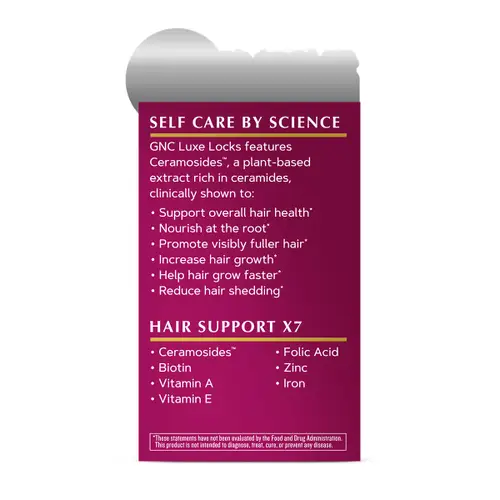 SELF CARE BY SCIENCE
GNC Luxe Locks features
Ceramosides™, a plant-based
extract rich in ceramides,
clinically shown to:
• Support overall hair health*
• Nourish at the root*
• Promote visibly fuller hair*
• Increase hair growth*
• Help hair grow faster*
• Reduce hair shedding*
HAIR SUPPORT X7
• Ceramosides™
• Biotin
• Vitamin A
• Vitamin E
• Folic Acid
• Zinc
• Iron
*These statements have not been evaluated by the Food and Drug Administration.
This product is not intended to diagnose, treat, cure, or prevent any disease.